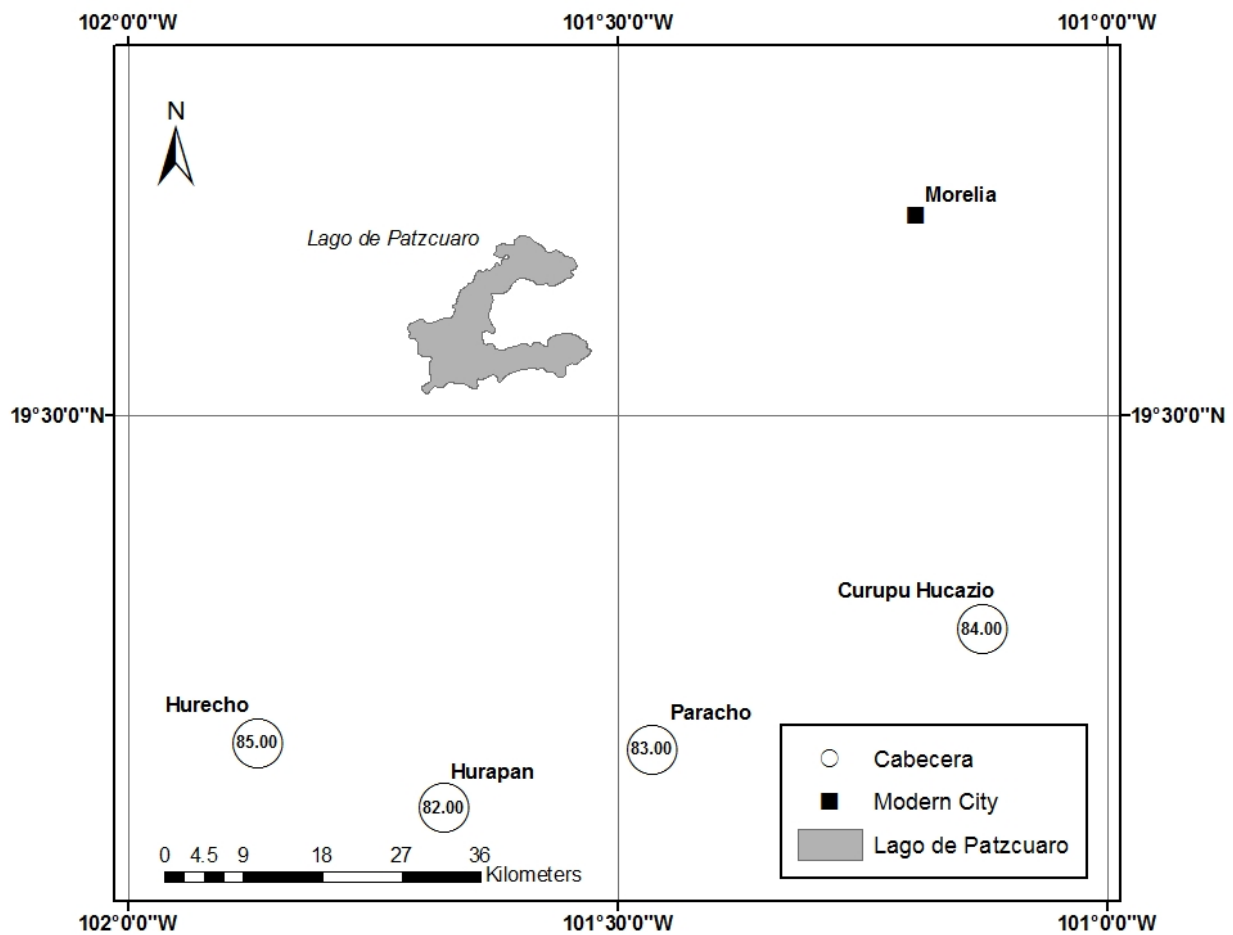 102°0'0"W 101°30'0"W 101°0'0"W
N
Morelia
Lago de Patzcuaro
19°30'0"N 19°30'0"N
Curupu Hucazio
84.00
Hurecho
85.00
Paracho
83.00
Hurapan
82.00
Cabecera
Modern City
Lago de Patzcuaro
0 4.5 9 18 27 36
Kilometers
102°0'0"W 101°30'0"W 101°0'0"W